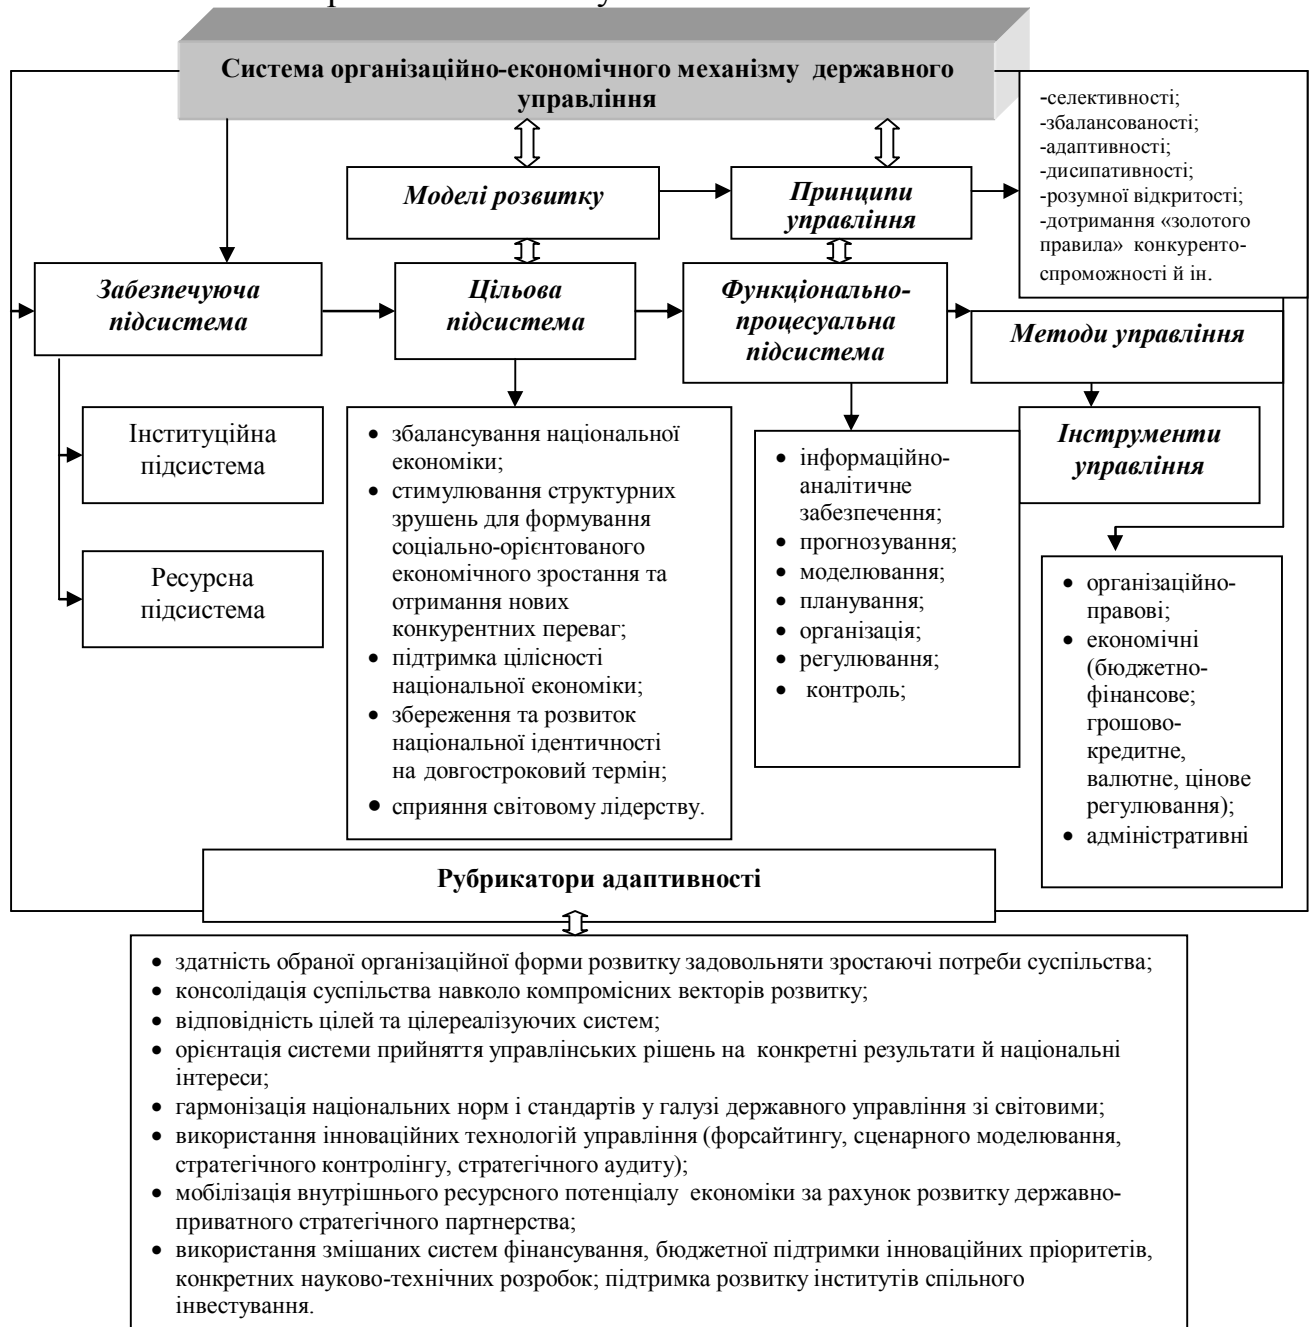 Система організаційно-економічного механізму державного
управління
-селективності;
-збалансованості;
-адаптивності;
-дисипативності;
-розумної відкритості;
-дотримання «золотого
правила» конкуренто-
спроможності й ін.
Моделі розвитку
Принципи
управління
Забезпечуюча
підсистема
Цільова
підсистема
Функціонально-
процесуальна
підсистема
Методи управління
Інституційна
підсистема
Ресурсна
підсистема
• збалансування національної
економіки;
• стимулювання структурних
зрушень для формування
соціально-орієнтованого
економічного зростання та
отримання нових
конкурентних переваг;
• підтримка цілісності
національної економіки;
• збереження та розвиток
національної ідентичності
на довгостроковий термін;
• сприяння світовому лідерству.
• інформаційно-
аналітичне
забезпечення;
• прогнозування;
• моделювання;
• планування;
• організація;
• регулювання;
• контроль;
Інструменти
управління
• організаційно-
правові;
• економічні
(бюджетно-
фінансове;
грошово-
кредитне,
валютне, цінове
регулювання);
• адміністративні
Рубрикатори адаптивності
• здатність обраної організаційної форми розвитку задовольняти зростаючі потреби суспільства;
• консолідація суспільства навколо компромісних векторів розвитку;
• відповідність цілей та цілереалізуючих систем;
• орієнтація системи прийняття управлінських рішень на конкретні результати й національні
інтереси;
• гармонізація національних норм і стандартів у галузі державного управління зі світовими;
• використання інноваційних технологій управління (форсайтингу, сценарного моделювання,
стратегічного контролінгу, стратегічного аудиту);
• мобілізація внутрішнього ресурсного потенціалу економіки за рахунок розвитку державно-
приватного стратегічного партнерства;
• використання змішаних систем фінансування, бюджетної підтримки інноваційних пріоритетів,
конкретних науково-технічних розробок; підтримка розвитку інститутів спільного
інвестування.